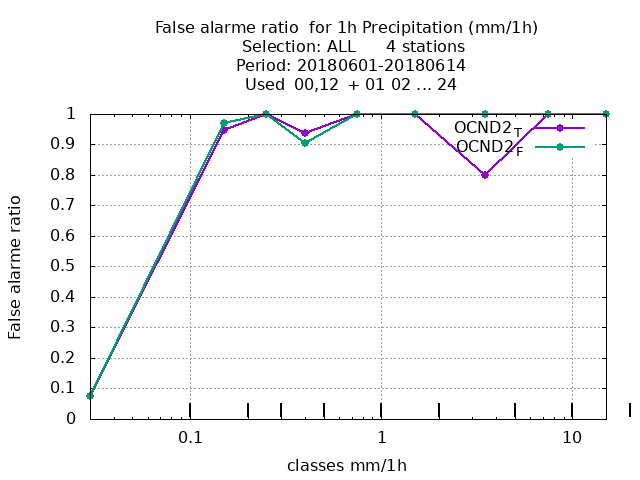 False alarme ratio  for 1h Precipitation (mm/1h)
Selection: ALL      4 stations
Period: 20180601-20180614
Used  00,12  + 01 02 ... 24
1
0.9
0.8
0.7
0.6
0.5
0.4
0.3
0.2
0.1
0
False alarme ratio
OCND2T
OCND2F
0.1
1
10
classes mm/1h